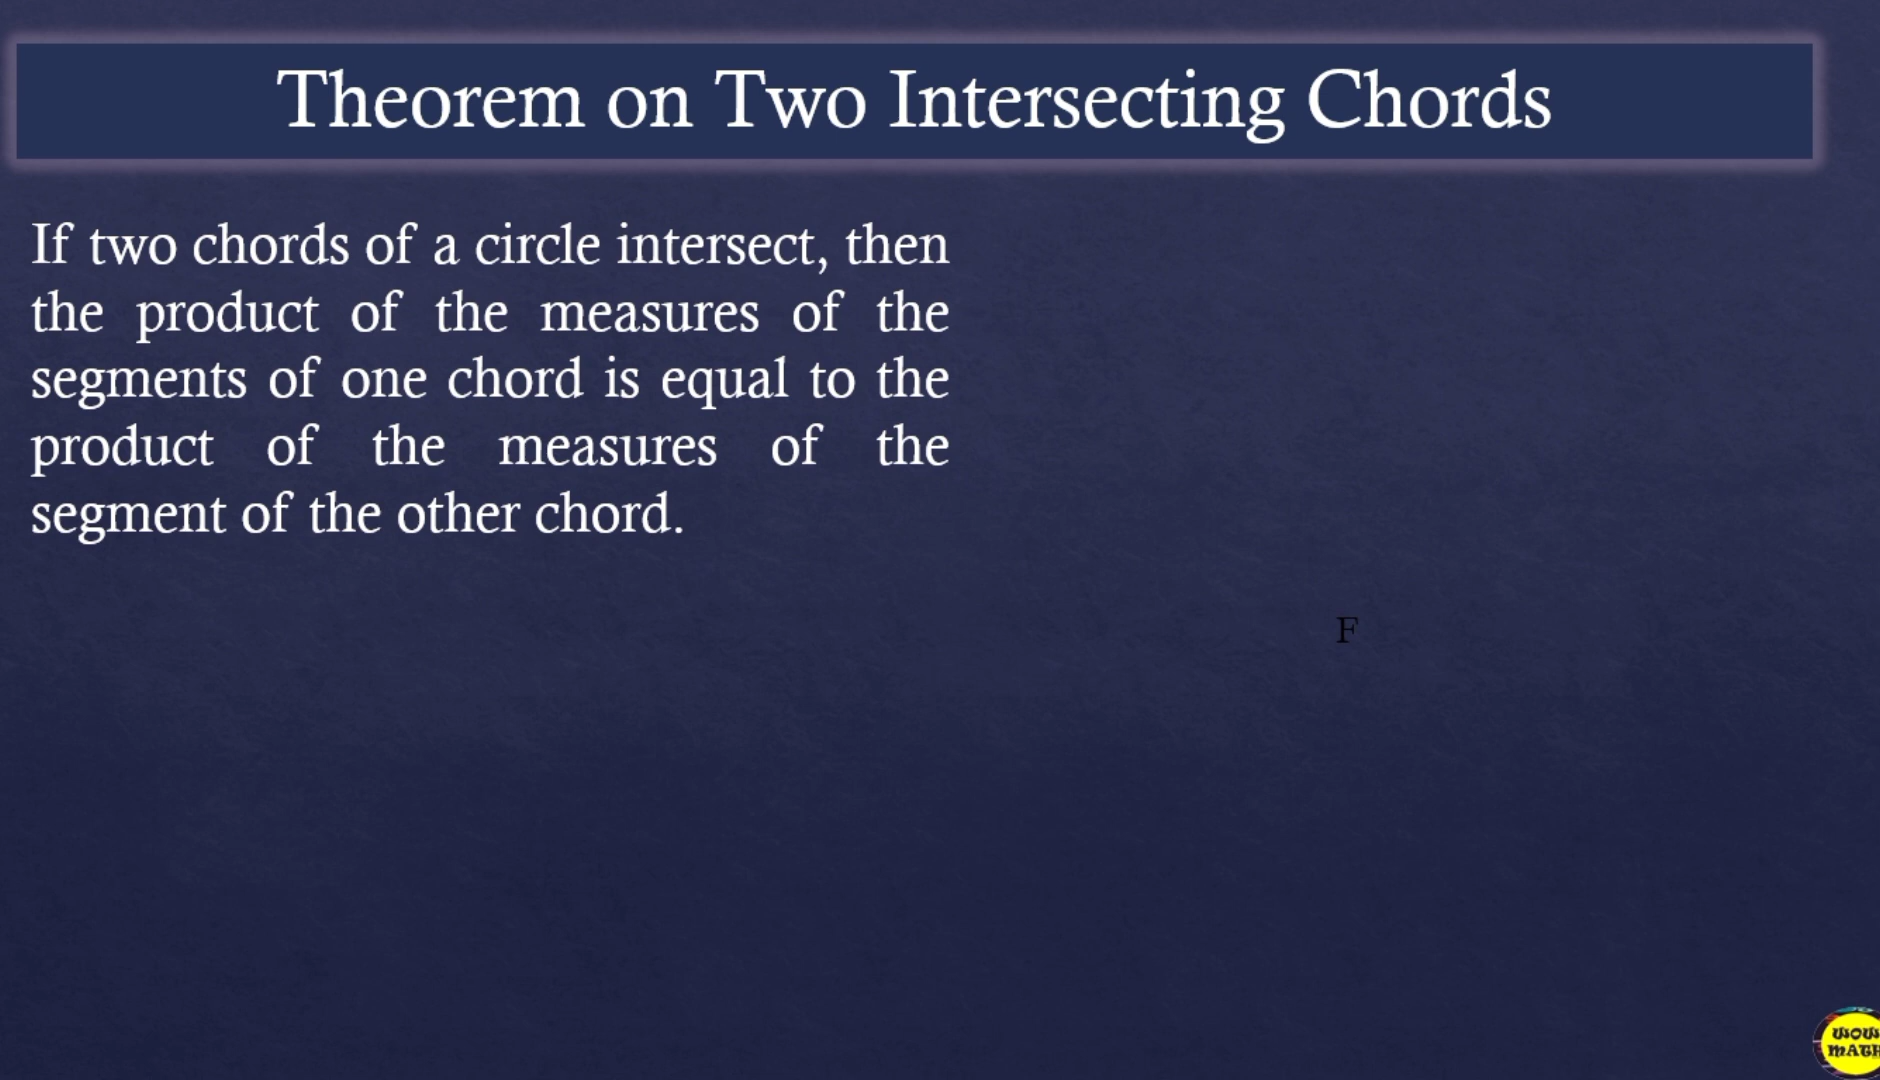 Theorem on Two Intersecting Chords
If two chords of a circle intersect, then
the product of the measures of the
segments of one chord is equal to the
product of the measures of the
segment of the other chord.
F
WOW
MATH